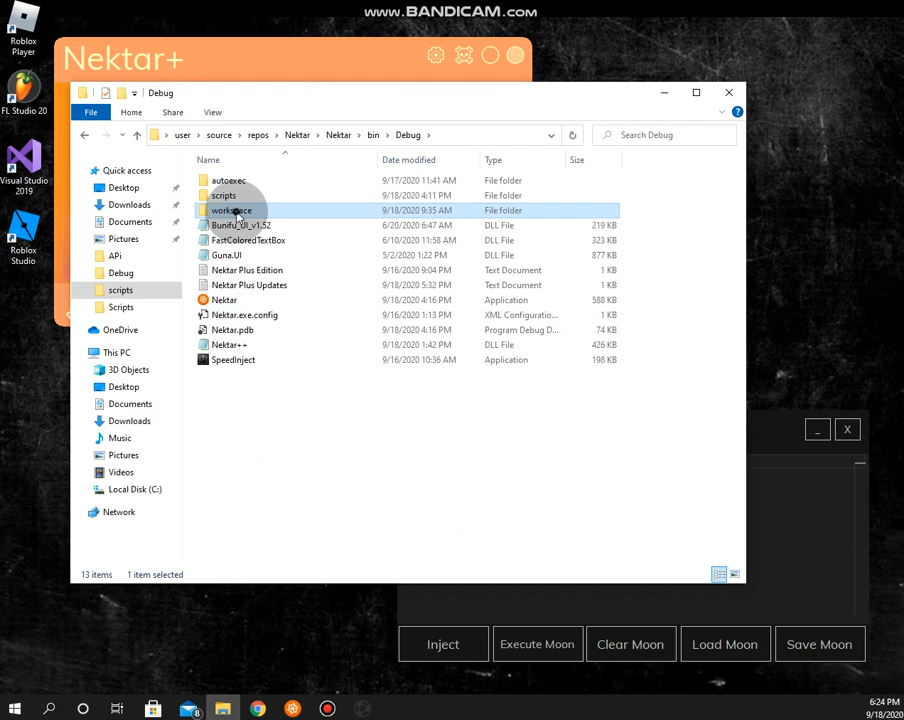 WWW.BANDICAM.COM
Roblox
Player
FL Studio 20
Visual Studio
2019
Roblox
Studio
Nektar+
Debug
File
Home
Share
View
user
source
repos
Nektar
Nektar
bin
Debug
Search Debug
Quick access
Desktop
Downloads
Documents
Pictures
APi
Debug
scripts
Scripts
OneDrive
This PC
3D Objects
Desktop
Documents
Downloads
Music
Pictures
Videos
Local Disk (C:)
Network
Name Date modified Type Size
autoexec 9/17/2020 11:41 AM File folder
scripts 9/18/2020 4:11 PM File folder
workspace 9/18/2020 9:35 AM File folder
Bunifu_UI_v1.52 6/20/2020 6:47 AM DLL File 219 KB
FastColoredTextBox 6/10/2020 11:58 AM DLL File 323 KB
Guna.UI 5/2/2020 1:22 PM DLL File 877 KB
Nektar Plus Edition 9/16/2020 9:04 PM Text Document 1 KB
Nektar Plus Updates 9/18/2020 5:32 PM Text Document 1 KB
Nektar 9/18/2020 4:16 PM Application 588 KB
Nektar.exe.config 9/16/2020 1:13 PM XML Configuratio... 1 KB
Nektar.pdb 9/18/2020 4:16 PM Program Debug D... 74 KB
Nektar++ 9/18/2020 1:42 PM DLL File 426 KB
SpeedInject 9/16/2020 10:36 AM Application 198 KB
13 items 1 item selected
_ X
Inject
Execute Moon
Clear Moon
Load Moon
Save Moon
8
6:24 PM
9/18/2020